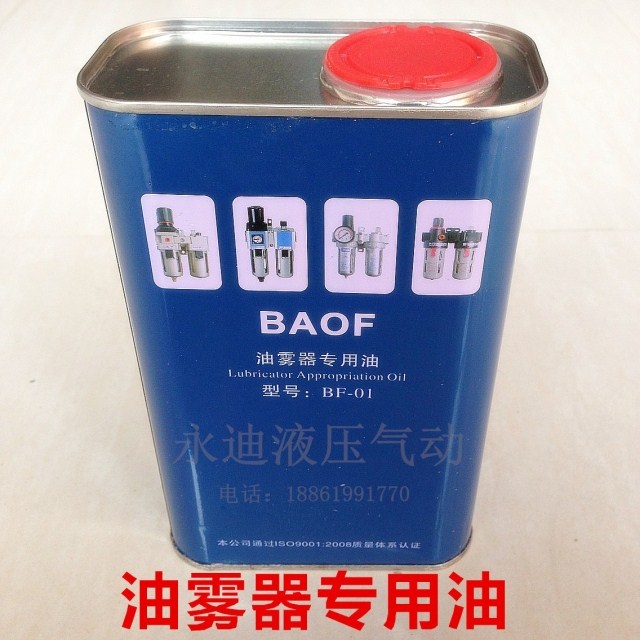 BAOF
油雾器专用油
Lubricator Appropriation Oil
型号：BF-01
永迪液压气动
电话：18861991770
本公司通过ISO9001:2008质量体系认证
油雾器专用油